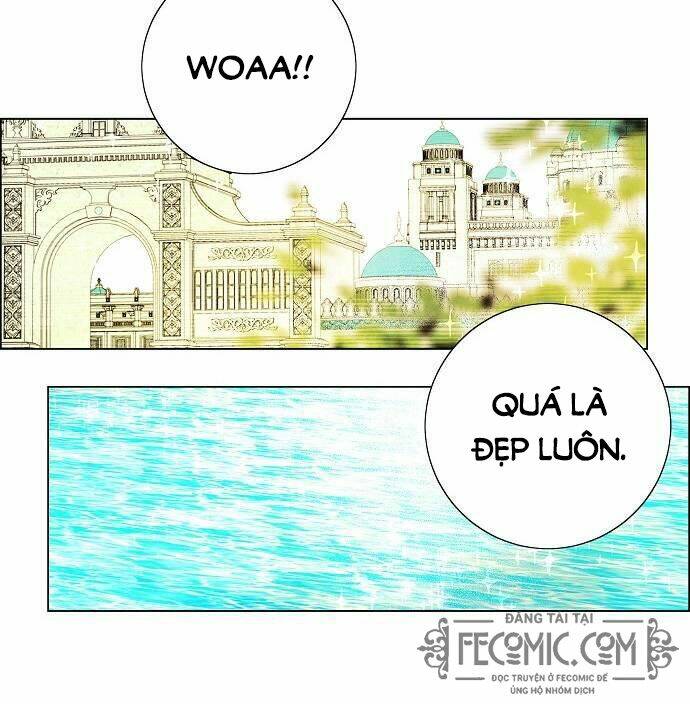 WOAA!!
QUÁ LÀ
ĐẸP LUÔN.
ĐĂNG TẢI TẠI
FECOMIC.COM
ĐỌC TRUYỆN Ở FECOMIC ĐỂ
ỦNG HỘ NHÓM DỊCH